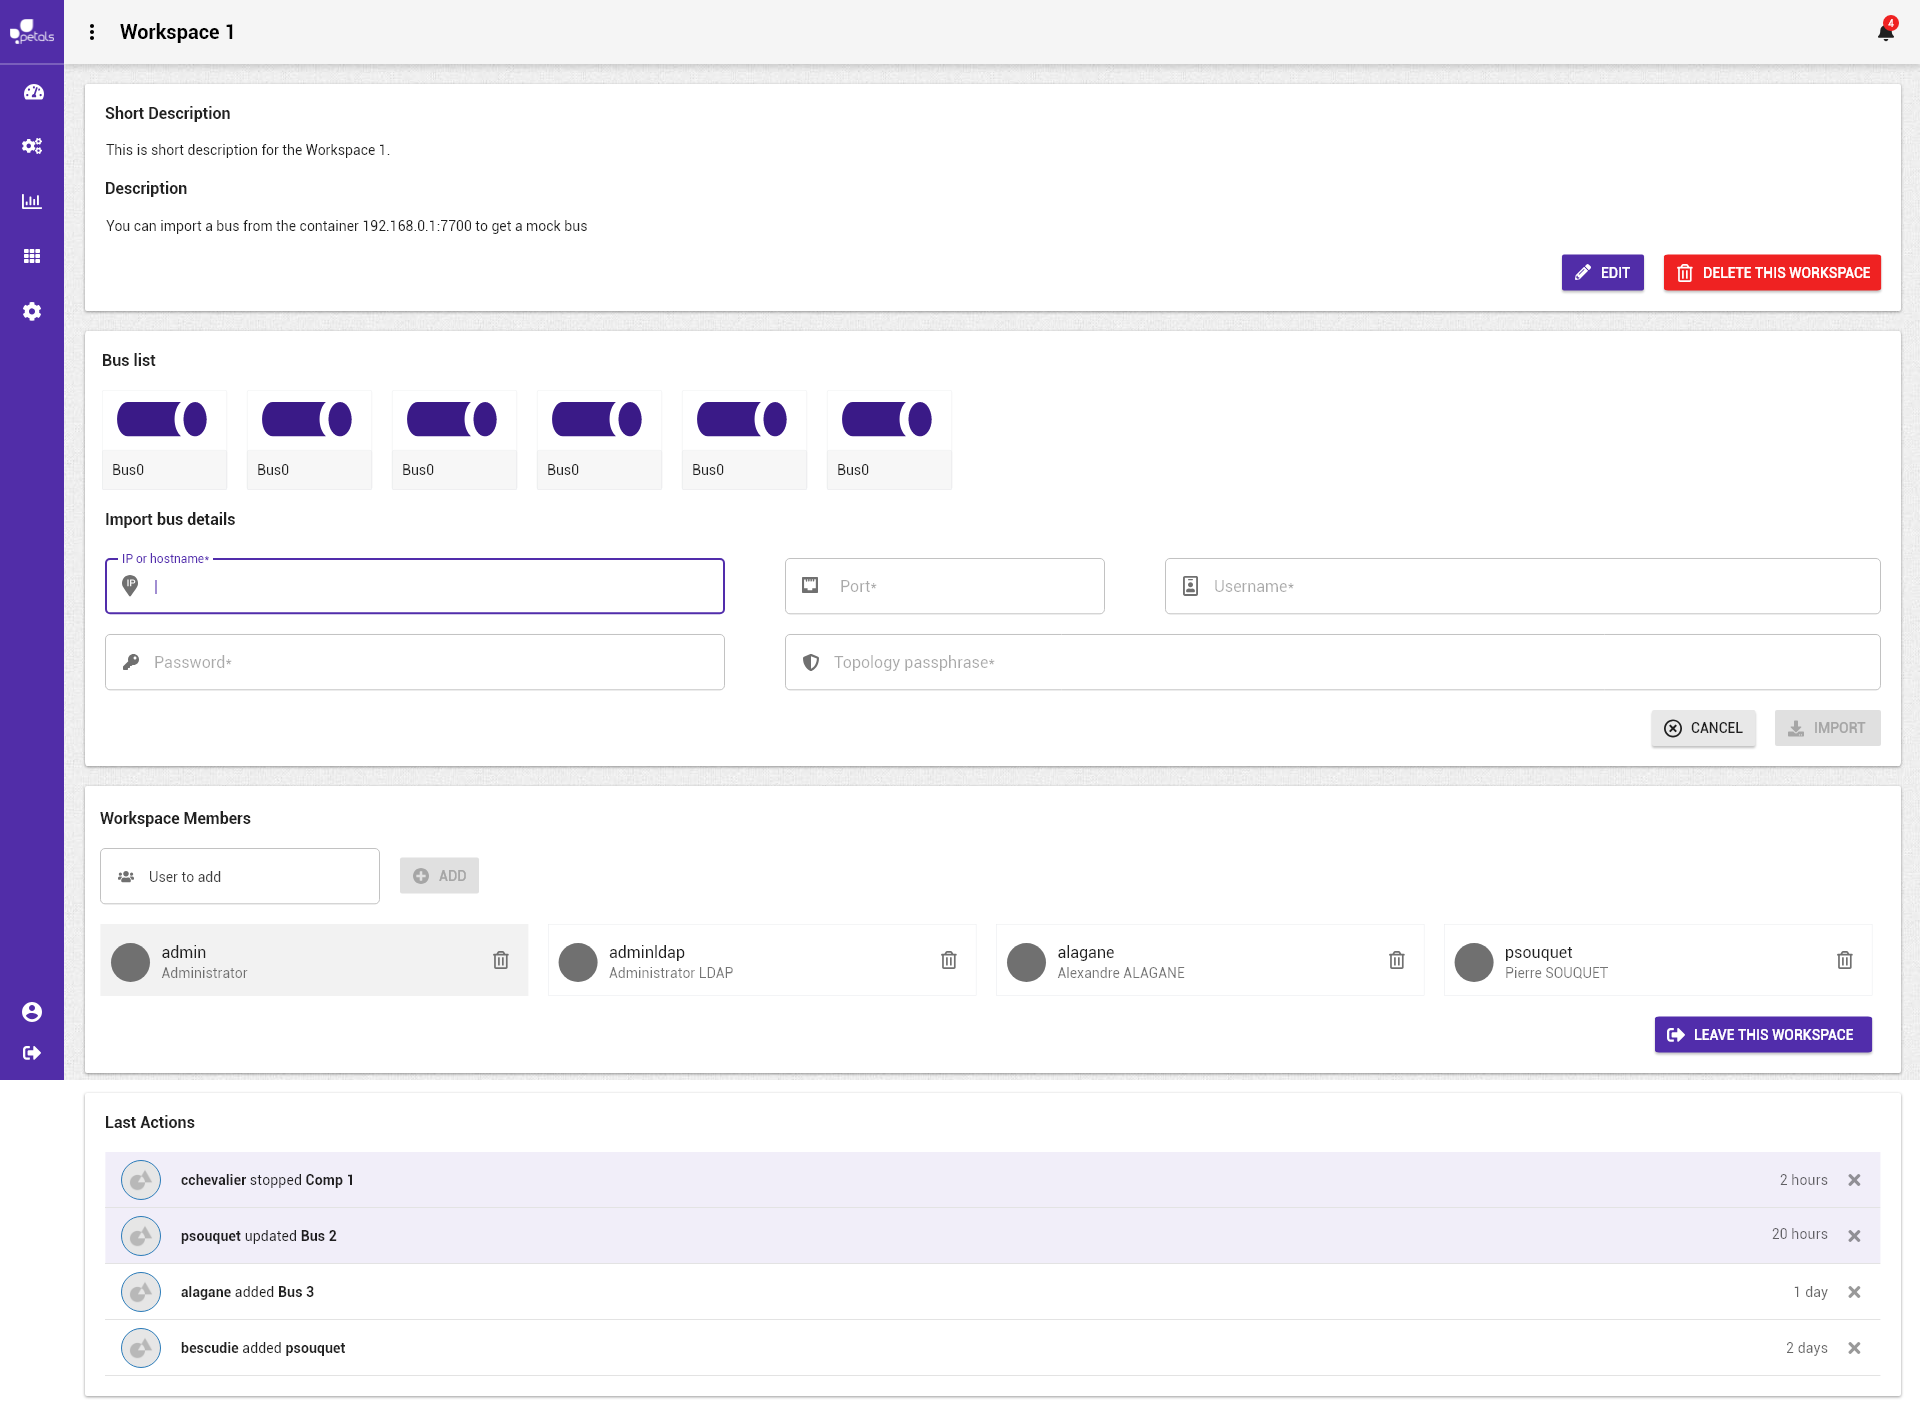 petals
Workspace 1
4
Short Description
This is short description for the Workspace 1.
Description
You can import a bus from the container 192.168.0.1:7700 to get a mock bus
EDIT
DELETE THIS WORKSPACE
Bus list
Bus0
Bus0
Bus0
Bus0
Bus0
Bus0
Import bus details
IP or hostname*
IP
Port*
Username*
Password*
Topology passphrase*
CANCEL
IMPORT
Workspace Members
User to add
ADD
admin
Administrator
adminldap
Administrator LDAP
alagane
Alexandre ALAGANE
psouquet
Pierre SOUQUET
LEAVE THIS WORKSPACE
Last Actions
cchevalier stopped Comp 1
2 hours
psouquet updated Bus 2
20 hours
alagane added Bus 3
1 day
bescudie added psouquet
2 days